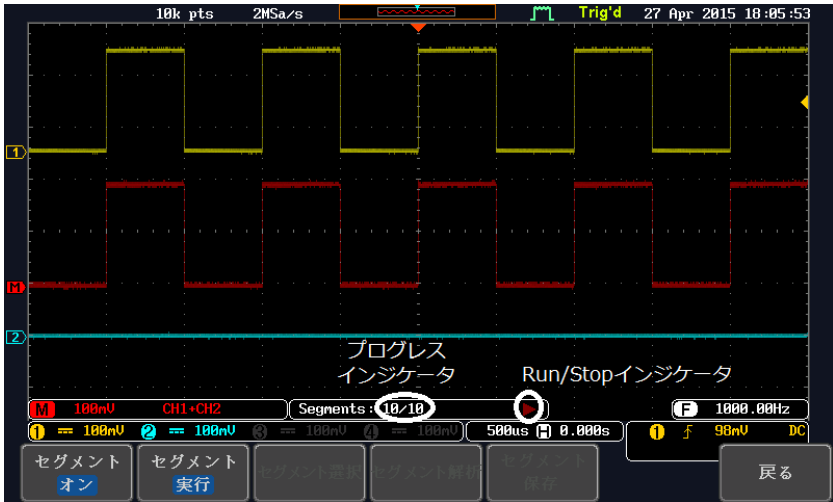 10k pts 2MSa/s Trig'd 27 Apr 2015 18:05:53
1
M
2
プログレス
インジケータ
Run/Stopインジケータ
M 100mV CH1+CH2 Segments:10/10 F 1000.00Hz
1 100mV 2 100mV 3 100mV 4 100mV 500us H 0.000s 1 98mV DC
セグメント
オン
セグメント
実行
セグメント選択
セグメント解析
セグメント
保存
戻る